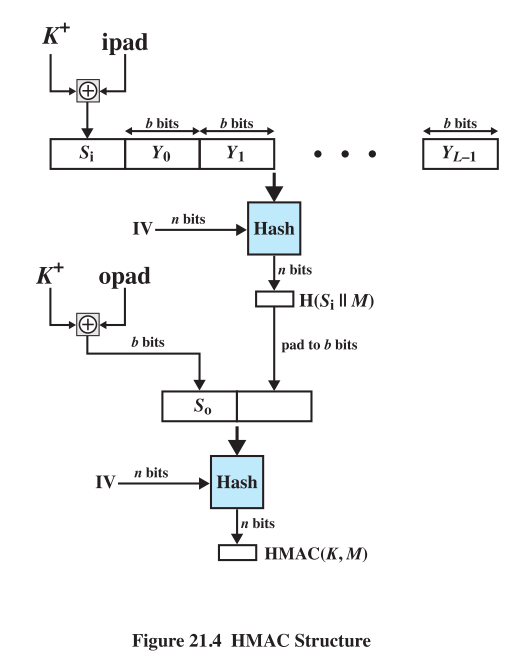 K+ ipad
⊕
b bits b bits b bits
Si Y0 Y1 • • • YL–1
IV n bits Hash
n bits
H(Si || M)
K+ opad
⊕
b bits pad to b bits
So
IV n bits Hash
n bits
HMAC(K, M)
Figure 21.4 HMAC Structure